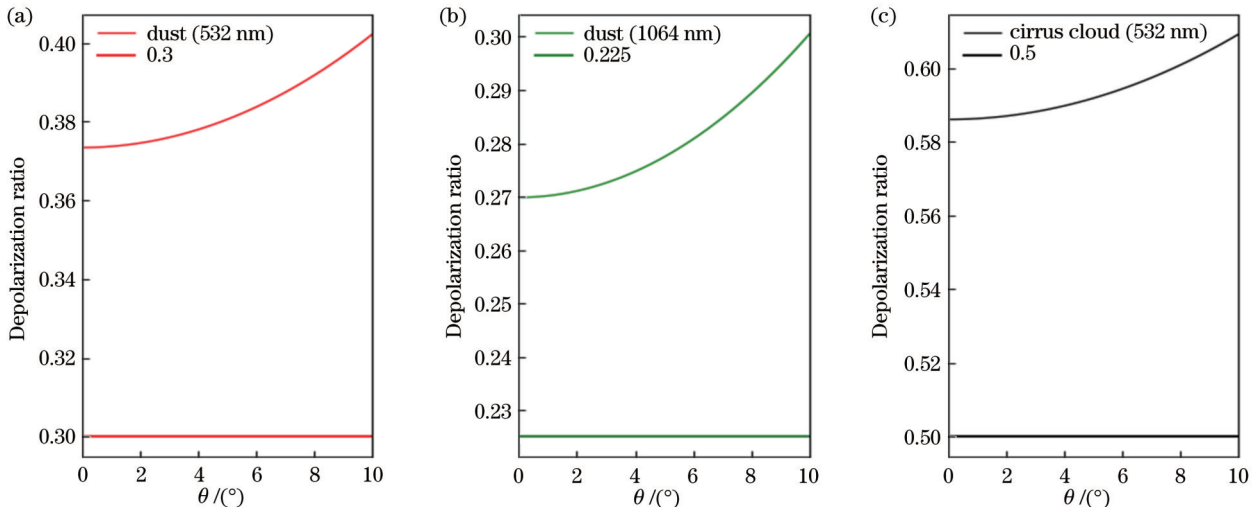 (a)
dust (532 nm)
0.3
0.40
0.38
0.36
0.34
0.32
0.30
Depolarization ratio
0 2 4 6 8 10
θ /(°)
(b)
dust (1064 nm)
0.225
0.30
0.29
0.28
0.27
0.26
0.25
0.24
0.23
Depolarization ratio
0 2 4 6 8 10
θ /(°)
(c)
cirrus cloud (532 nm)
0.5
0.60
0.58
0.56
0.54
0.52
0.50
Depolarization ratio
0 2 4 6 8 10
θ /(°)